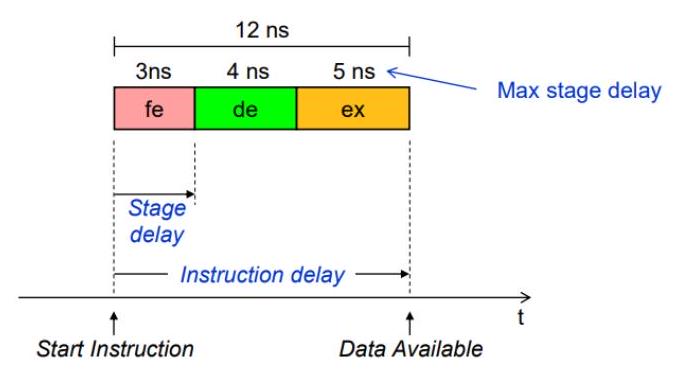 12 ns
3ns 4 ns 5 ns
Max stage delay
fe de ex
Stage
delay
Instruction delay
t
Start Instruction Data Available